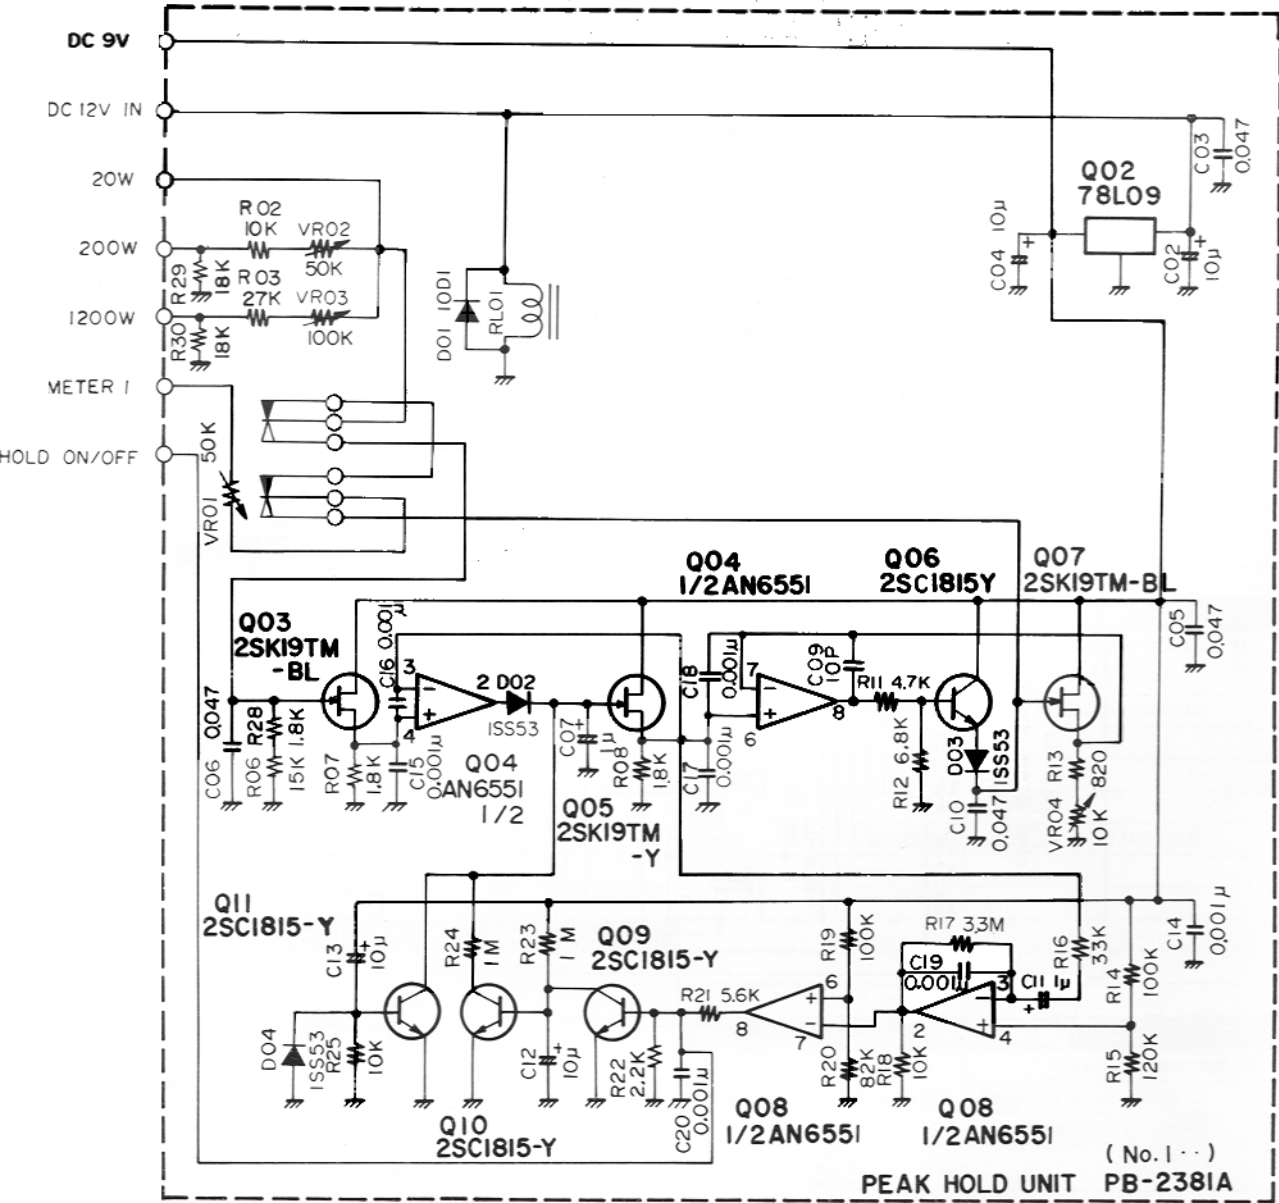 DC 9V
DC 12V IN
20W
200W
1200W
METER 1
HOLD ON/OFF
R02
10K
VR02
50K
R29
18K
R03
27K
VR03
100K
R30
18K
50K
VR01
D01 10D1
RL01
C04 10μ
Q02
78L09
C03
0.047
C02
10μ
Q03
2SK19TM
-BL
C16 0.001μ
3
4
2
D02
1SS53
Q04
AN6551
1/2
C06 0.047
R06 R28
15K 1.8K
R07
1.8K
C15
0.001μ
C07
1μ
R08
1.8K
Q05
2SK19TM
-Y
Q04
1/2AN6551
C18
0.001μ
7
6
8
C17
0.001μ
C09
10P
R11 4.7K
R12 6.8K
Q06
2SC1815Y
D03
1SS53
C10
0.047
Q07
2SK19TM-BL
R13
820
VR04
10K
C05
0.047
Q11
2SC1815-Y
C13
10μ
R24
1M
R23
1M
Q09
2SC1815-Y
D04
1SS53
R25
10K
C12
10μ
R22
2.2K
C20
0.001μ
R21 5.6K
8
6
7
R19
100K
R20
82K
R18
10K
R17 3.3M
C19
0.001μ
2
3
4
C11 1μ
R16
33K
R14
100K
R15
120K
C14
0.001μ
Q10
2SC1815-Y
Q08
1/2AN6551
Q08
1/2AN6551
(No.1··)
PEAK HOLD UNIT PB-2381A